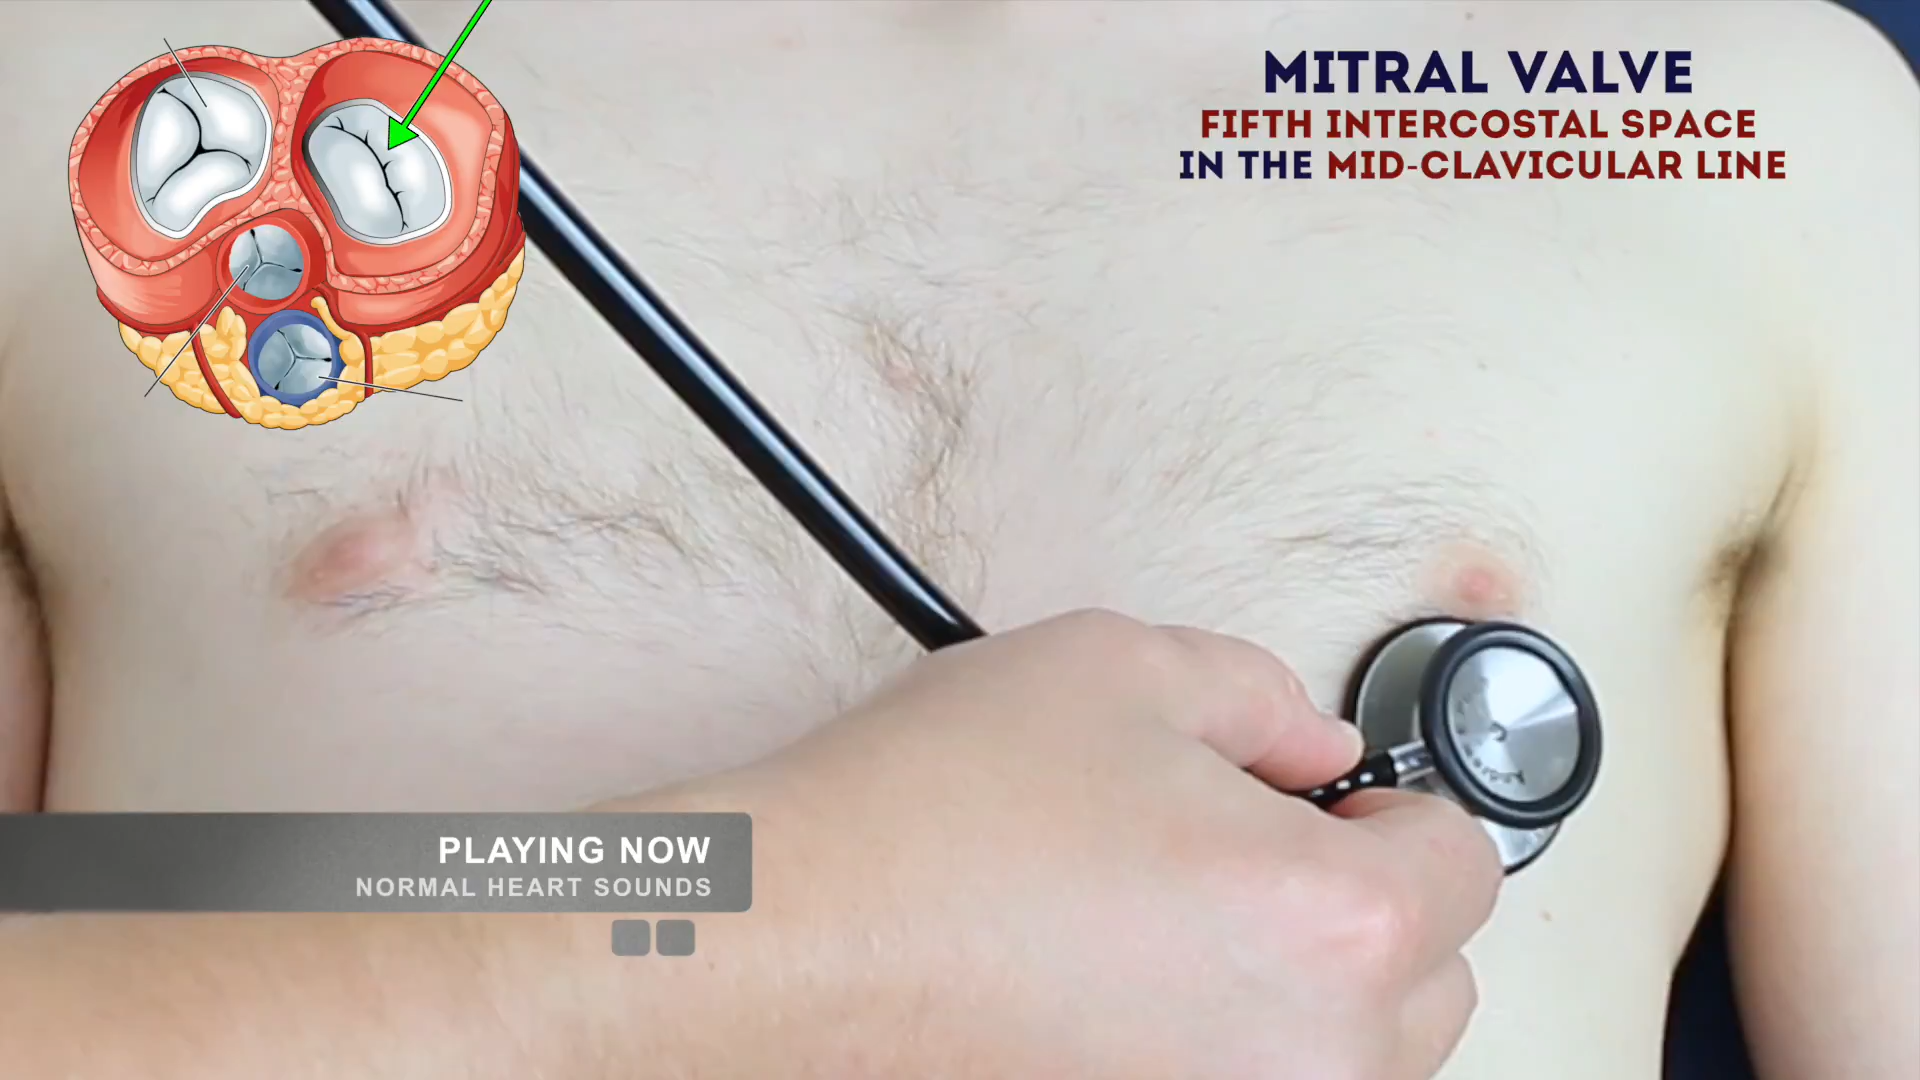 MITRAL VALVE
FIFTH INTERCOSTAL SPACE
IN THE MID-CLAVICULAR LINE
PLAYING NOW
NORMAL HEART SOUNDS